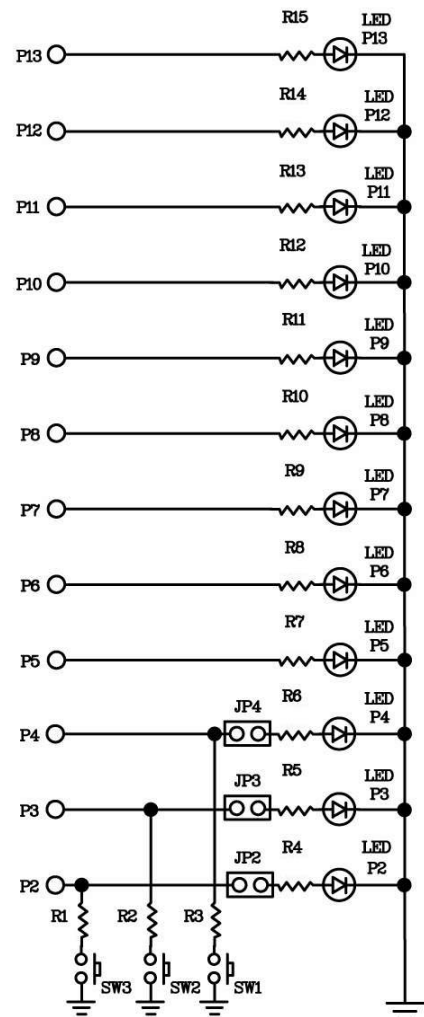 R15
LED
P13
P13
R14
LED
P12
P12
R13
LED
P11
P11
R12
LED
P10
P10
R11
LED
P9
P9
R10
LED
P8
P8
R9
LED
P7
P7
R8
LED
P6
P6
R7
LED
P5
P5
JP4
R6
LED
P4
P4
JP3
R5
LED
P3
P3
JP2
R4
LED
P2
P2
R1
R2
R3
SW3
SW2
SW1